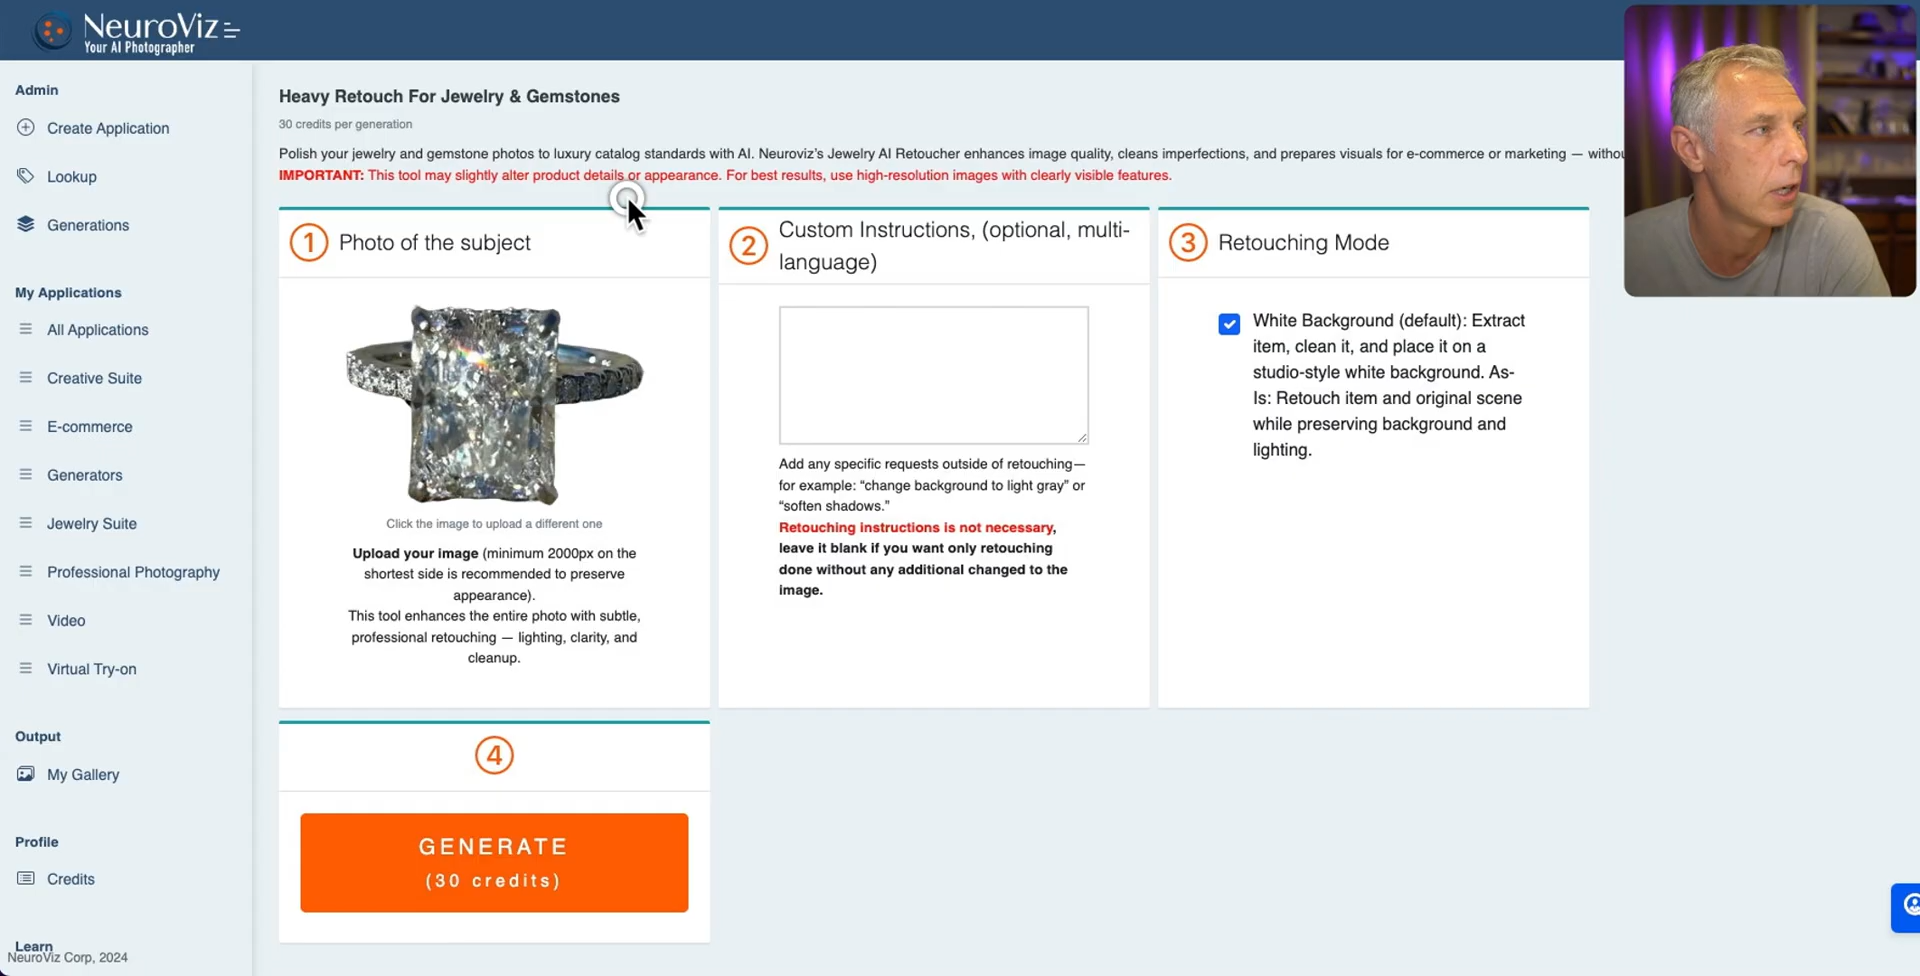 NeuroViz
Your AI Photographer
Admin
Create Application
Lookup
Generations
My Applications
All Applications
Creative Suite
E-commerce
Generators
Jewelry Suite
Professional Photography
Video
Virtual Try-on
Output
My Gallery
Profile
Credits
Learn
NeuroViz Corp, 2024
Heavy Retouch For Jewelry & Gemstones
30 credits per generation
Polish your jewelry and gemstone photos to luxury catalog standards with AI. Neuroviz's Jewelry AI Retoucher enhances image quality, cleans imperfections, and prepares visuals for e-commerce or marketing —
IMPORTANT: This tool may slightly alter product details or appearance. For best results, use high-resolution images with clearly visible features.
1 Photo of the subject
Click the image to upload a different one
Upload your image (minimum 2000px on the
shortest side is recommended to preserve
appearance).
This tool enhances the entire photo with subtle,
professional retouching — lighting, clarity, and
cleanup.
2 Custom Instructions, (optional, multi-
language)
Add any specific requests outside of retouching—
for example: “change background to light gray” or
“soften shadows.”
Retouching instructions is not necessary,
leave it blank if you want only retouching
done without any additional changed to the
image.
3 Retouching Mode
White Background (default): Extract
item, clean it, and place it on a
studio-style white background. As-
Is: Retouch item and original scene
while preserving background and
lighting.
4
GENERATE
(30 credits)